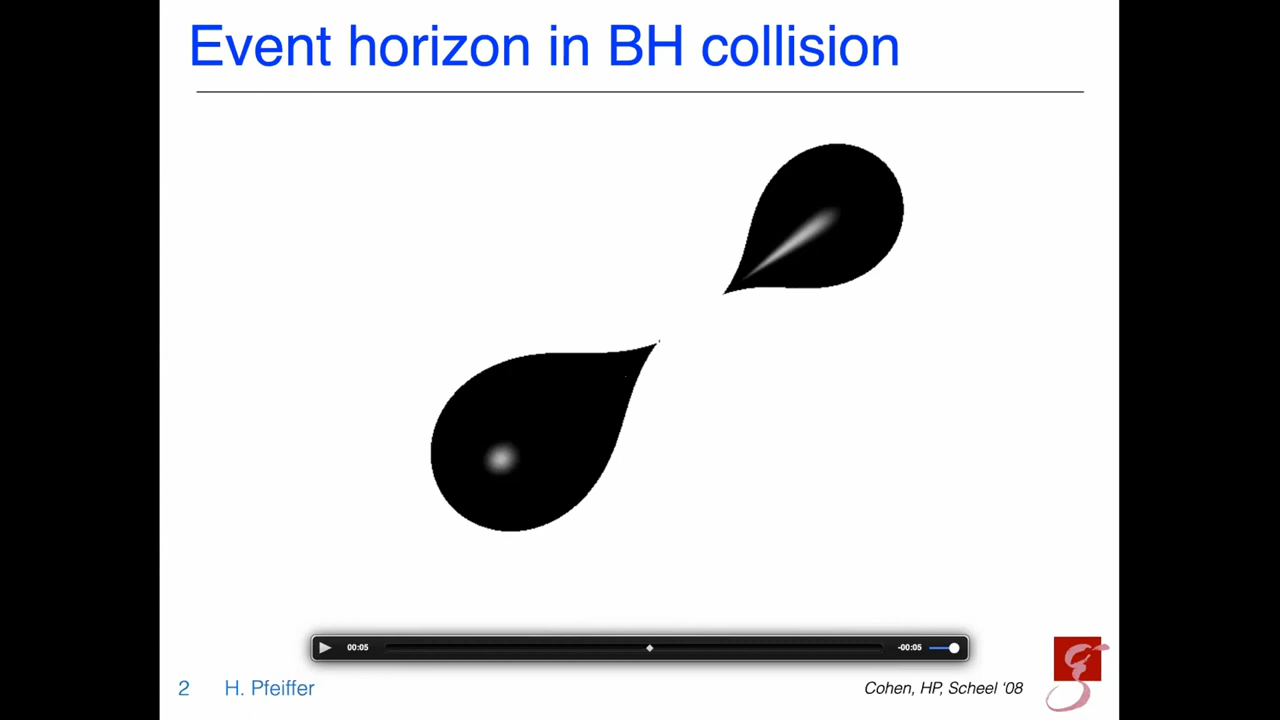 Event horizon in BH collision
00:05
-00:05
2 H. Pfeiffer
Cohen, HP, Scheel ‘08